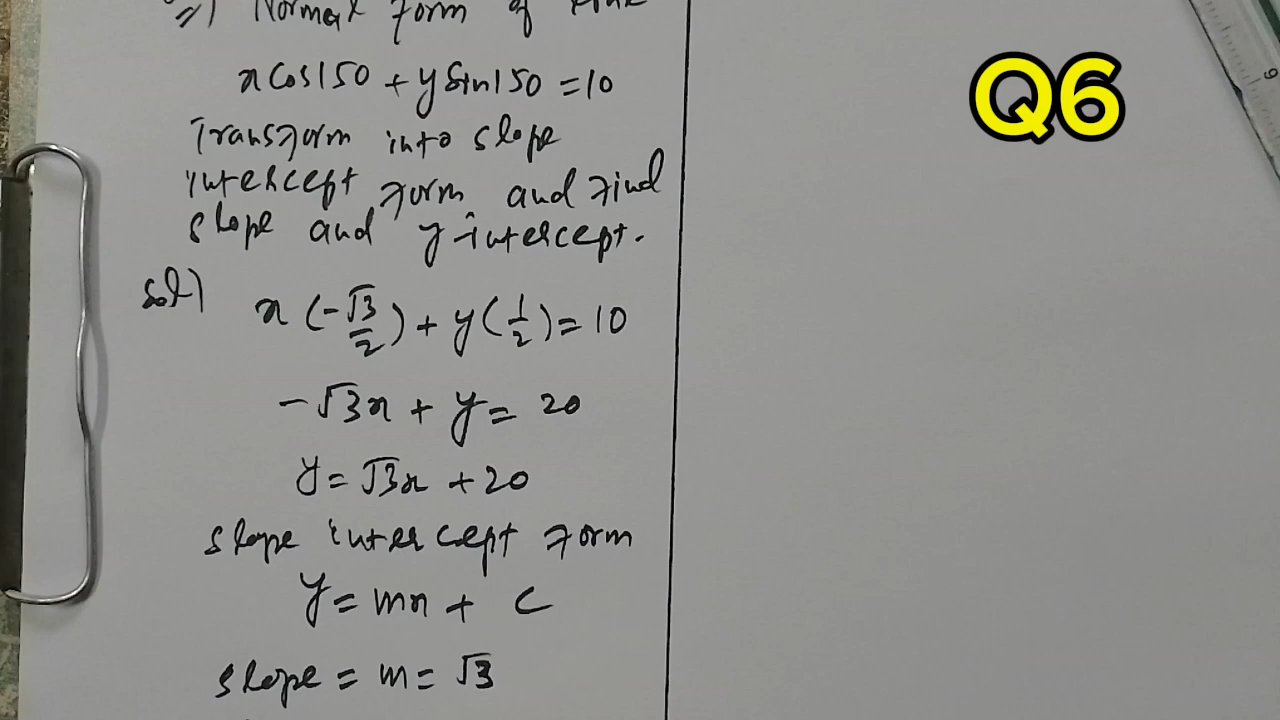 Normal form of line
x Cos150 + y Sin150 = 10
Transform into slope
intercept form and find
slope and y-intercept.
Sol)
x (-√3/2) + y (1/2) = 10
-√3x + y = 20
y = √3x + 20
slope intercept form
y = mx + c
slope = m = √3
Q6
6